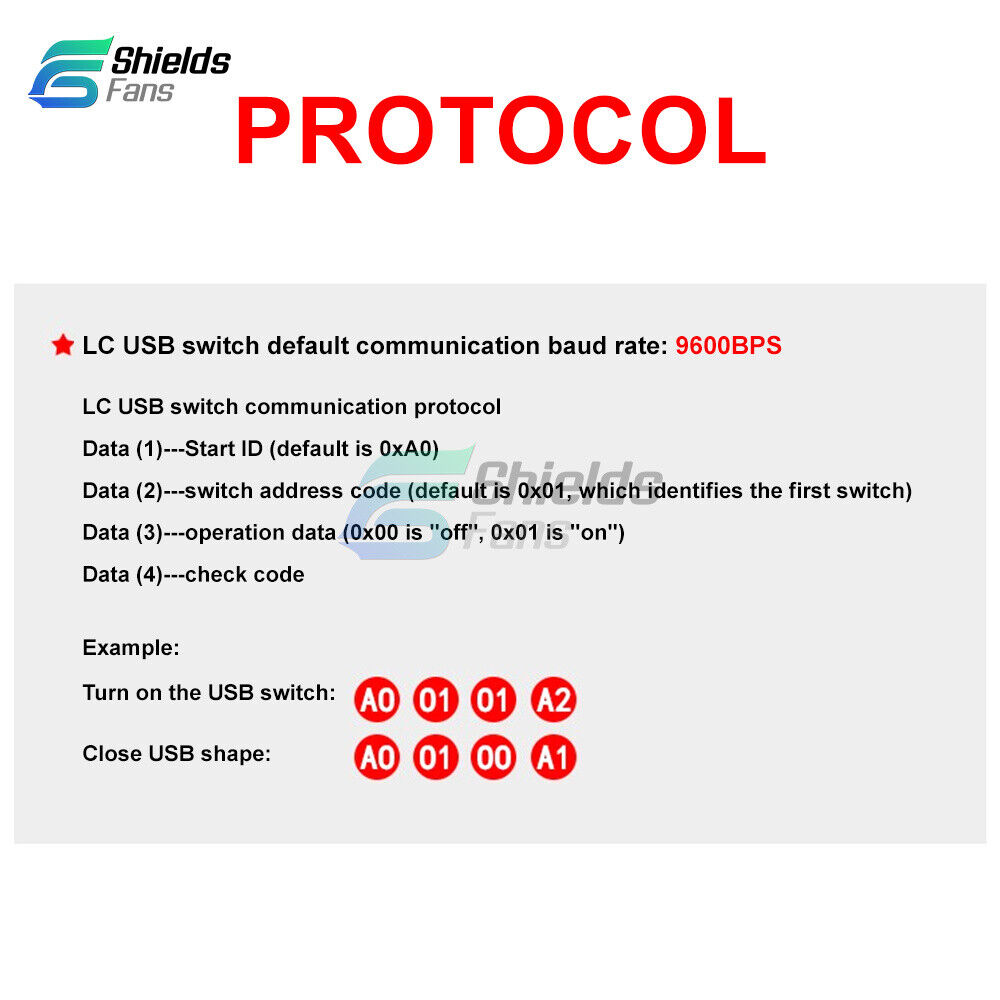 Shields
Fans
PROTOCOL
LC USB switch default communication baud rate: 9600BPS
LC USB switch communication protocol
Data (1)---Start ID (default is 0xA0)
Shields
Data (2)---switch address code (default is 0x01, which identifies the first switch)
Fans
Data (3)---operation data (0x00 is "off", 0x01 is "on")
Data (4)---check code
Example:
Turn on the USB switch: A0 01 01 A2
Close USB shape: A0 01 00 A1